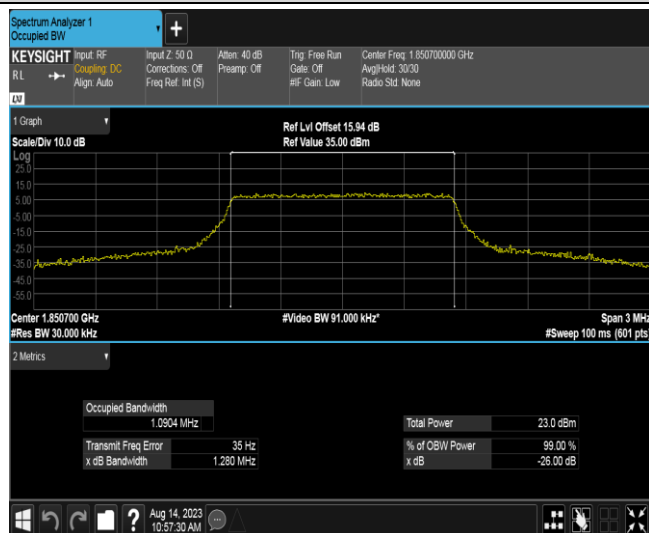 Spectrum Analyzer 1
Occupied BW
+
KEYSIGHT
RL
LXI
Input: RF
Coupling: DC
Align: Auto
Input Z: 50 Ω
Corrections: Off
Freq Ref: Int (S)
Atten: 40 dB
Preamp: Off
Trig: Free Run
Gate: Off
#IF Gain: Low
Center Freq: 1.850700000 GHz
Avg|Hold: 30/30
Radio Std: None
1 Graph
Scale/Div 10.0 dB
Ref Lvl Offset 15.94 dB
Ref Value 35.00 dBm
Log
25.0
15.0
5.00
-5.00
-15.0
-25.0
-35.0
-45.0
-55.0
Center 1.850700 GHz
#Video BW 91.000 kHz*
Span 3 MHz
#Res BW 30.000 kHz
#Sweep 100 ms (601 pts)
2 Metrics
Occupied Bandwidth
1.0904 MHz
Total Power 23.0 dBm
Transmit Freq Error 35 Hz
% of OBW Power 99.00 %
x dB Bandwidth 1.280 MHz
x dB -26.00 dB
?
Aug 14, 2023
10:57:30 AM